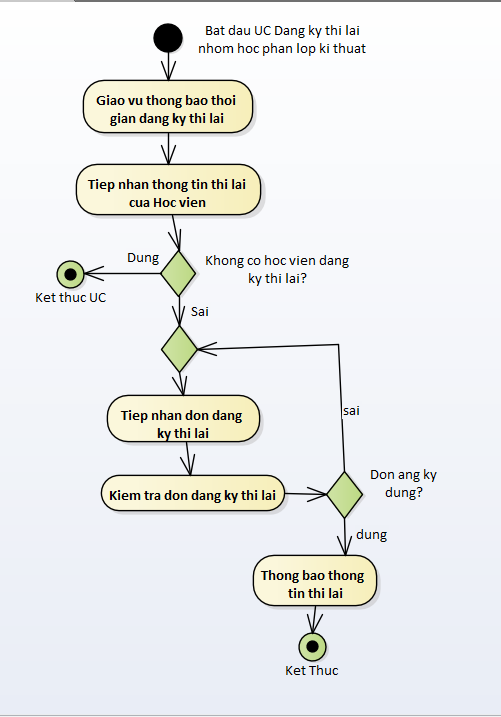 Bat dau UC Dang ky thi lai
nhom hoc phan lop ki thuat
Giao vu thong bao thoi
gian dang ky thi lai
Tiep nhan thong tin thi lai
cua Hoc vien
Dung
Khong co hoc vien dang
ky thi lai?
Ket thuc UC
Sai
Tiep nhan don dang
ky thi lai
sai
Kiem tra don dang ky thi lai
Don ang ky
dung?
dung
Thong bao thong
tin thi lai
Ket Thuc